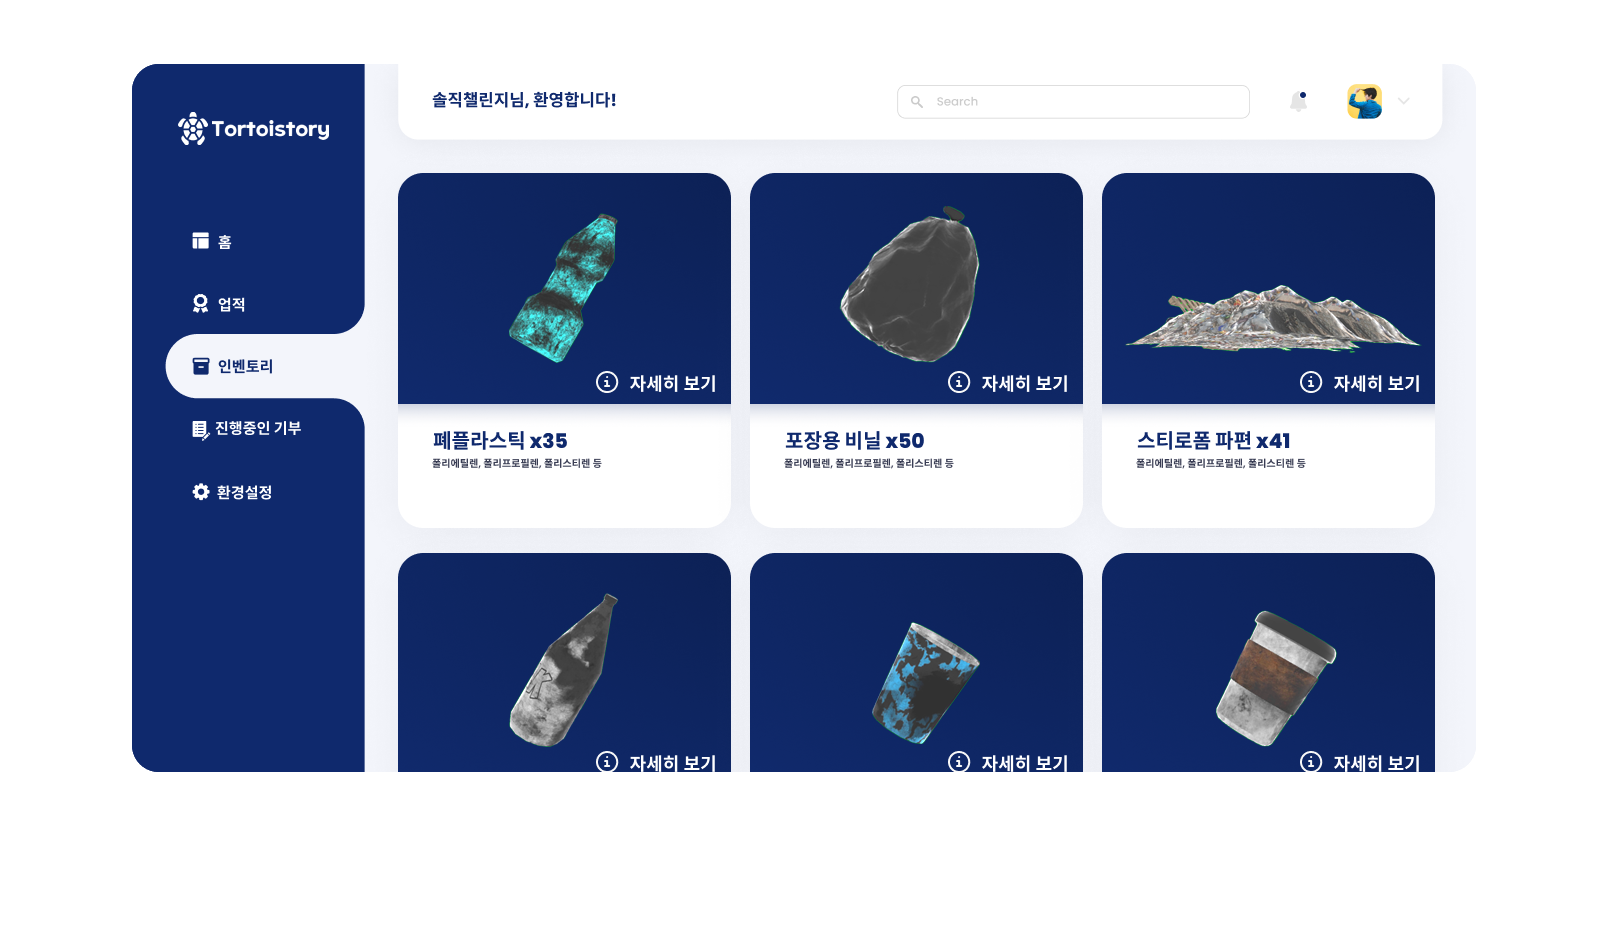 Tortoistory
홈
업적
인벤토리
진행중인 기부
환경설정
솔직챌린지님, 환영합니다!
Search
자세히 보기
폐플라스틱 x35
폴리에틸렌, 폴리프로필렌, 폴리스티렌 등
자세히 보기
포장용 비닐 x50
폴리에틸렌, 폴리프로필렌, 폴리스티렌 등
자세히 보기
스티로폼 파편 x41
폴리에틸렌, 폴리프로필렌, 폴리스티렌 등
자세히 보기
자세히 보기
자세히 보기